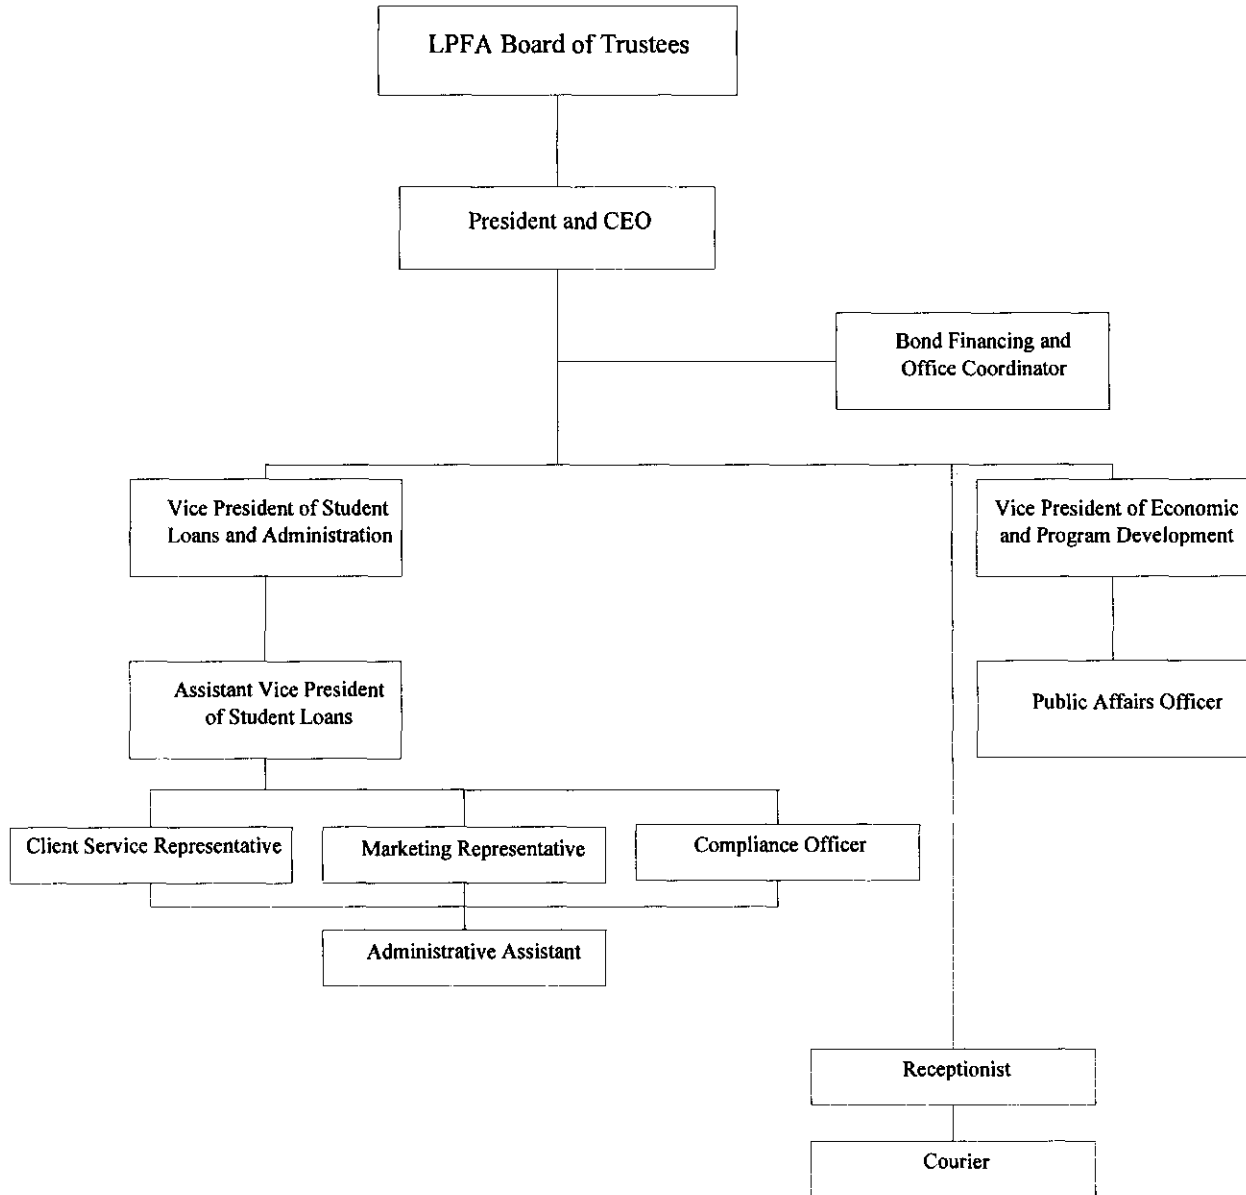 LPFA Board of Trustees
President and CEO
Bond Financing and
Office Coordinator
Vice President of Student
Loans and Administration
Vice President of Economic
and Program Development
Assistant Vice President
of Student Loans
Public Affairs Officer
Client Service Representative
Marketing Representative
Compliance Officer
Administrative Assistant
Receptionist
Courier